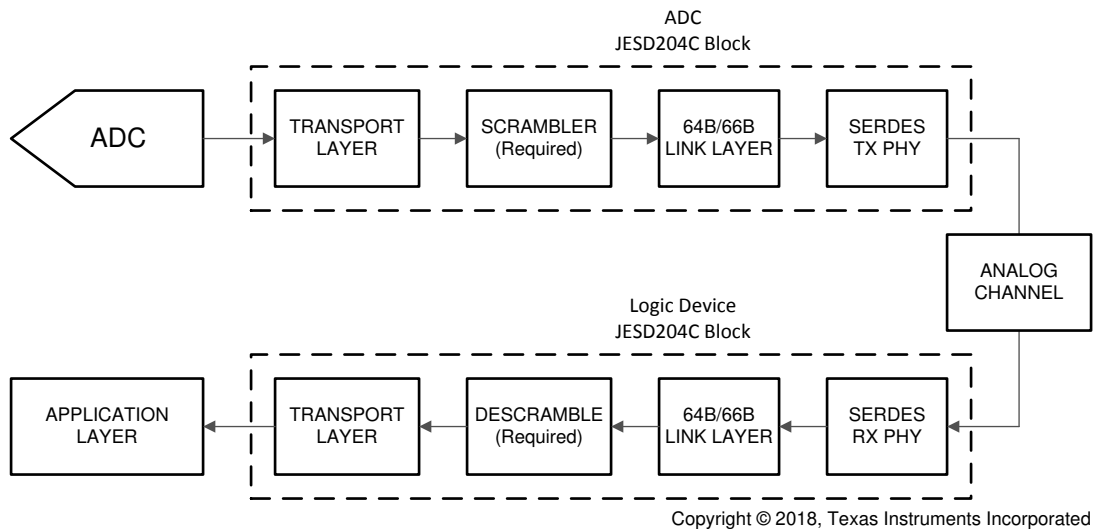 ADC
JESD204C Block
ADC
TRANSPORT
LAYER
SCRAMBLER
(Required)
64B/66B
LINK LAYER
SERDES
TX PHY
ANALOG
CHANNEL
Logic Device
JESD204C Block
APPLICATION
LAYER
TRANSPORT
LAYER
DESCRAMBLE
(Required)
64B/66B
LINK LAYER
SERDES
RX PHY
Copyright © 2018, Texas Instruments Incorporated